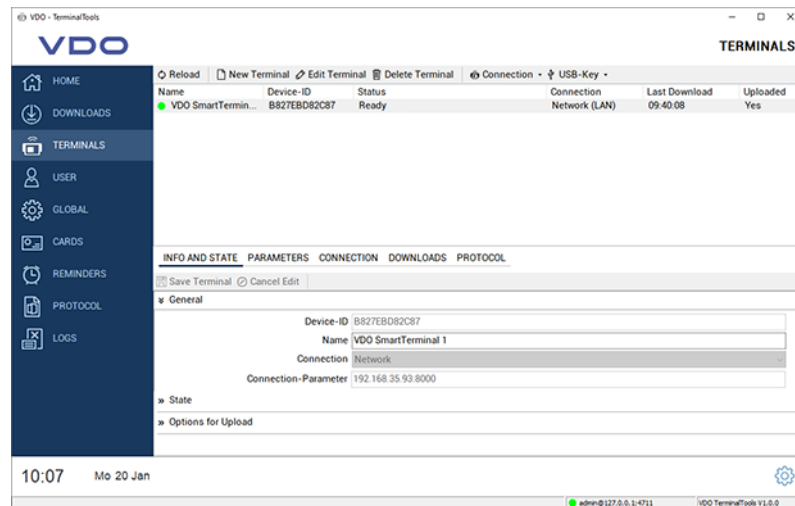 VDO - TerminalTools
VDO
TERMINALS
HOME
DOWNLOADS
TERMINALS
USER
GLOBAL
CARDS
REMINDERS
PROTOCOL
LOGS
Reload New Terminal Edit Terminal Delete Terminal Connection USB-Key
Name Device-ID Status Connection Last Download Uploaded
VDO SmartTermin... B827EBD82C87 Ready Network (LAN) 09:40:08 Yes
INFO AND STATE PARAMETERS CONNECTION DOWNLOADS PROTOCOL
Save Terminal Cancel Edit
General
Device-ID B827EBD82C87
Name VDO SmartTerminal 1
Connection Network
Connection-Parameter 192.168.35.93.8000
State
Options for Upload
10:07 Mo 20 Jan
admin@127.0.0.1:4711 VDO TerminalTools V1.0.0